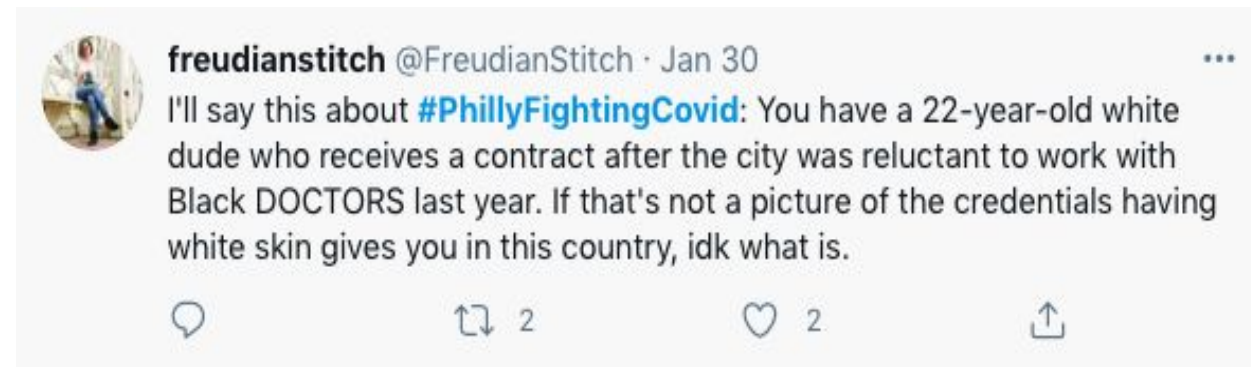 freudianstitch @FreudianStitch · Jan 30
I'll say this about #PhillyFightingCovid: You have a 22-year-old white
dude who receives a contract after the city was reluctant to work with
Black DOCTORS last year. If that's not a picture of the credentials having
white skin gives you in this country, idk what is.
2 2